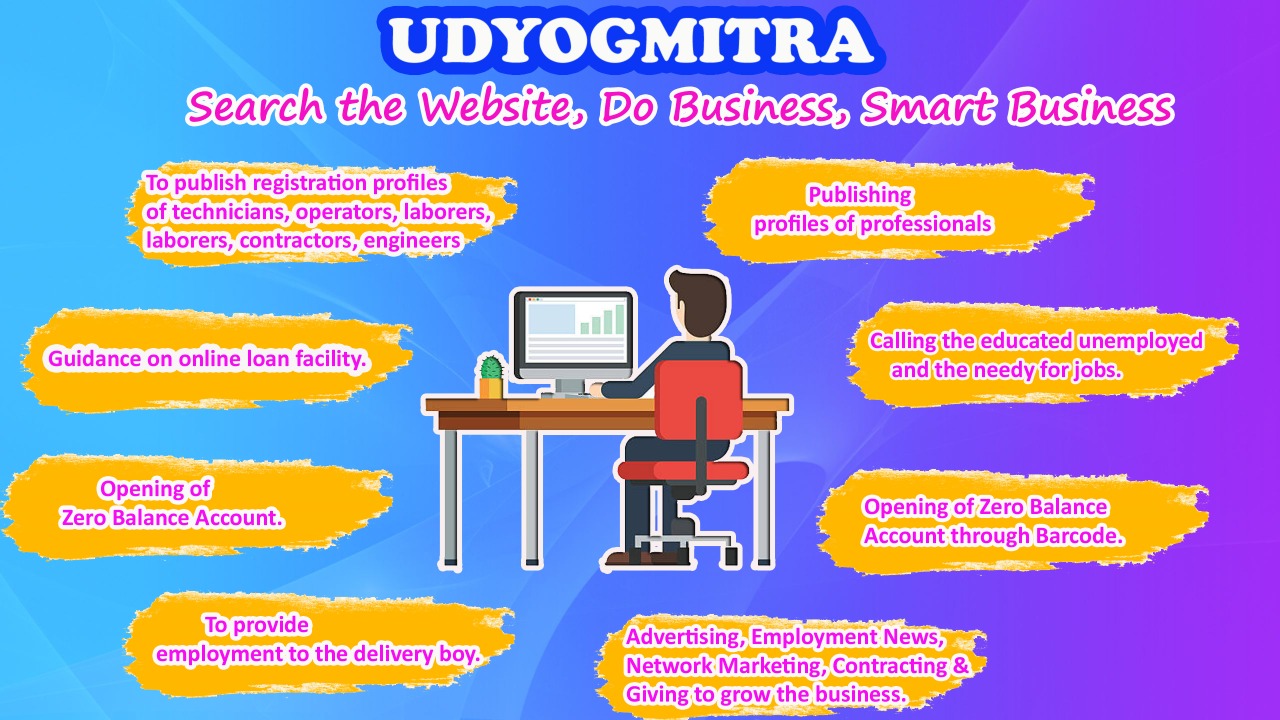 UDYOGMITRA
Search the Website, Do Business, Smart Business
To publish registration profiles
of technicians, operators, laborers,
laborers, contractors, engineers
Publishing
profiles of professionals
Guidance on online loan facility.
Calling the educated unemployed
and the needy for jobs.
Opening of
Zero Balance Account.
Opening of Zero Balance
Account through Barcode.
To provide
employment to the delivery boy.
Advertising, Employment News,
Network Marketing, Contracting &
Giving to grow the business.